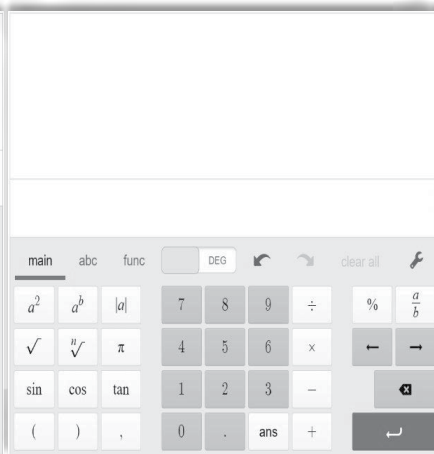 main abc func DEG clear all
a² aᵇ |a| 7 8 9 ÷ % a/b
√ ⁿ√ π 4 5 6 × ← →
sin cos tan 1 2 3 −
( ) , 0 . ans +